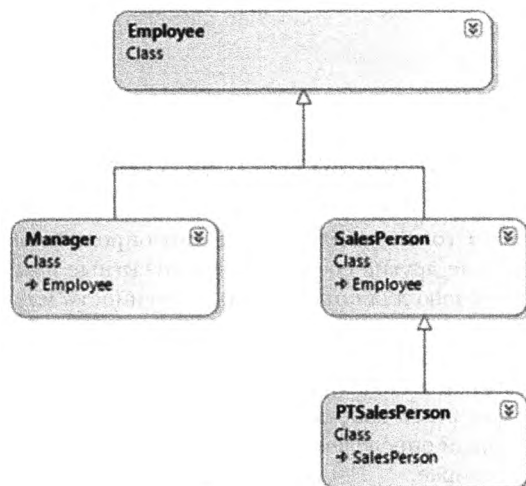 Employee
Class
Manager
Class
Employee
SalesPerson
Class
Employee
PTSalesPerson
Class
SalesPerson